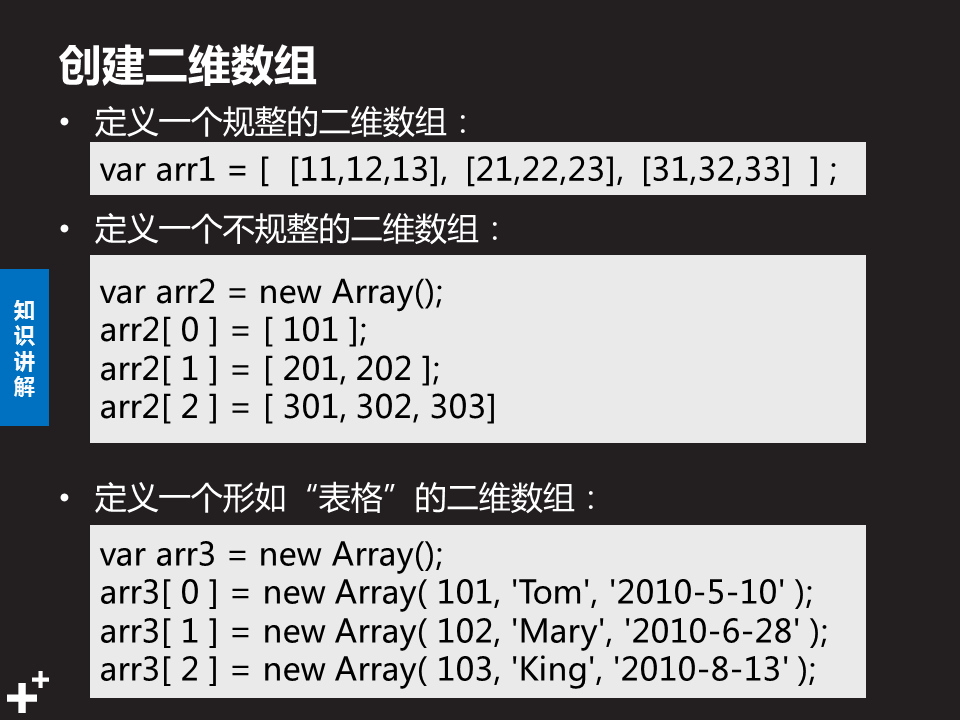 创建二维数组
• 定义一个规整的二维数组：
var arr1 = [ [11,12,13], [21,22,23], [31,32,33] ] ;
• 定义一个不规整的二维数组：
var arr2 = new Array();
arr2[ 0 ] = [ 101 ];
arr2[ 1 ] = [ 201, 202 ];
arr2[ 2 ] = [ 301, 302, 303]
知
识
讲
解
• 定义一个形如“表格”的二维数组：
var arr3 = new Array();
arr3[ 0 ] = new Array( 101, 'Tom', '2010-5-10' );
arr3[ 1 ] = new Array( 102, 'Mary', '2010-6-28' );
arr3[ 2 ] = new Array( 103, 'King', '2010-8-13' );